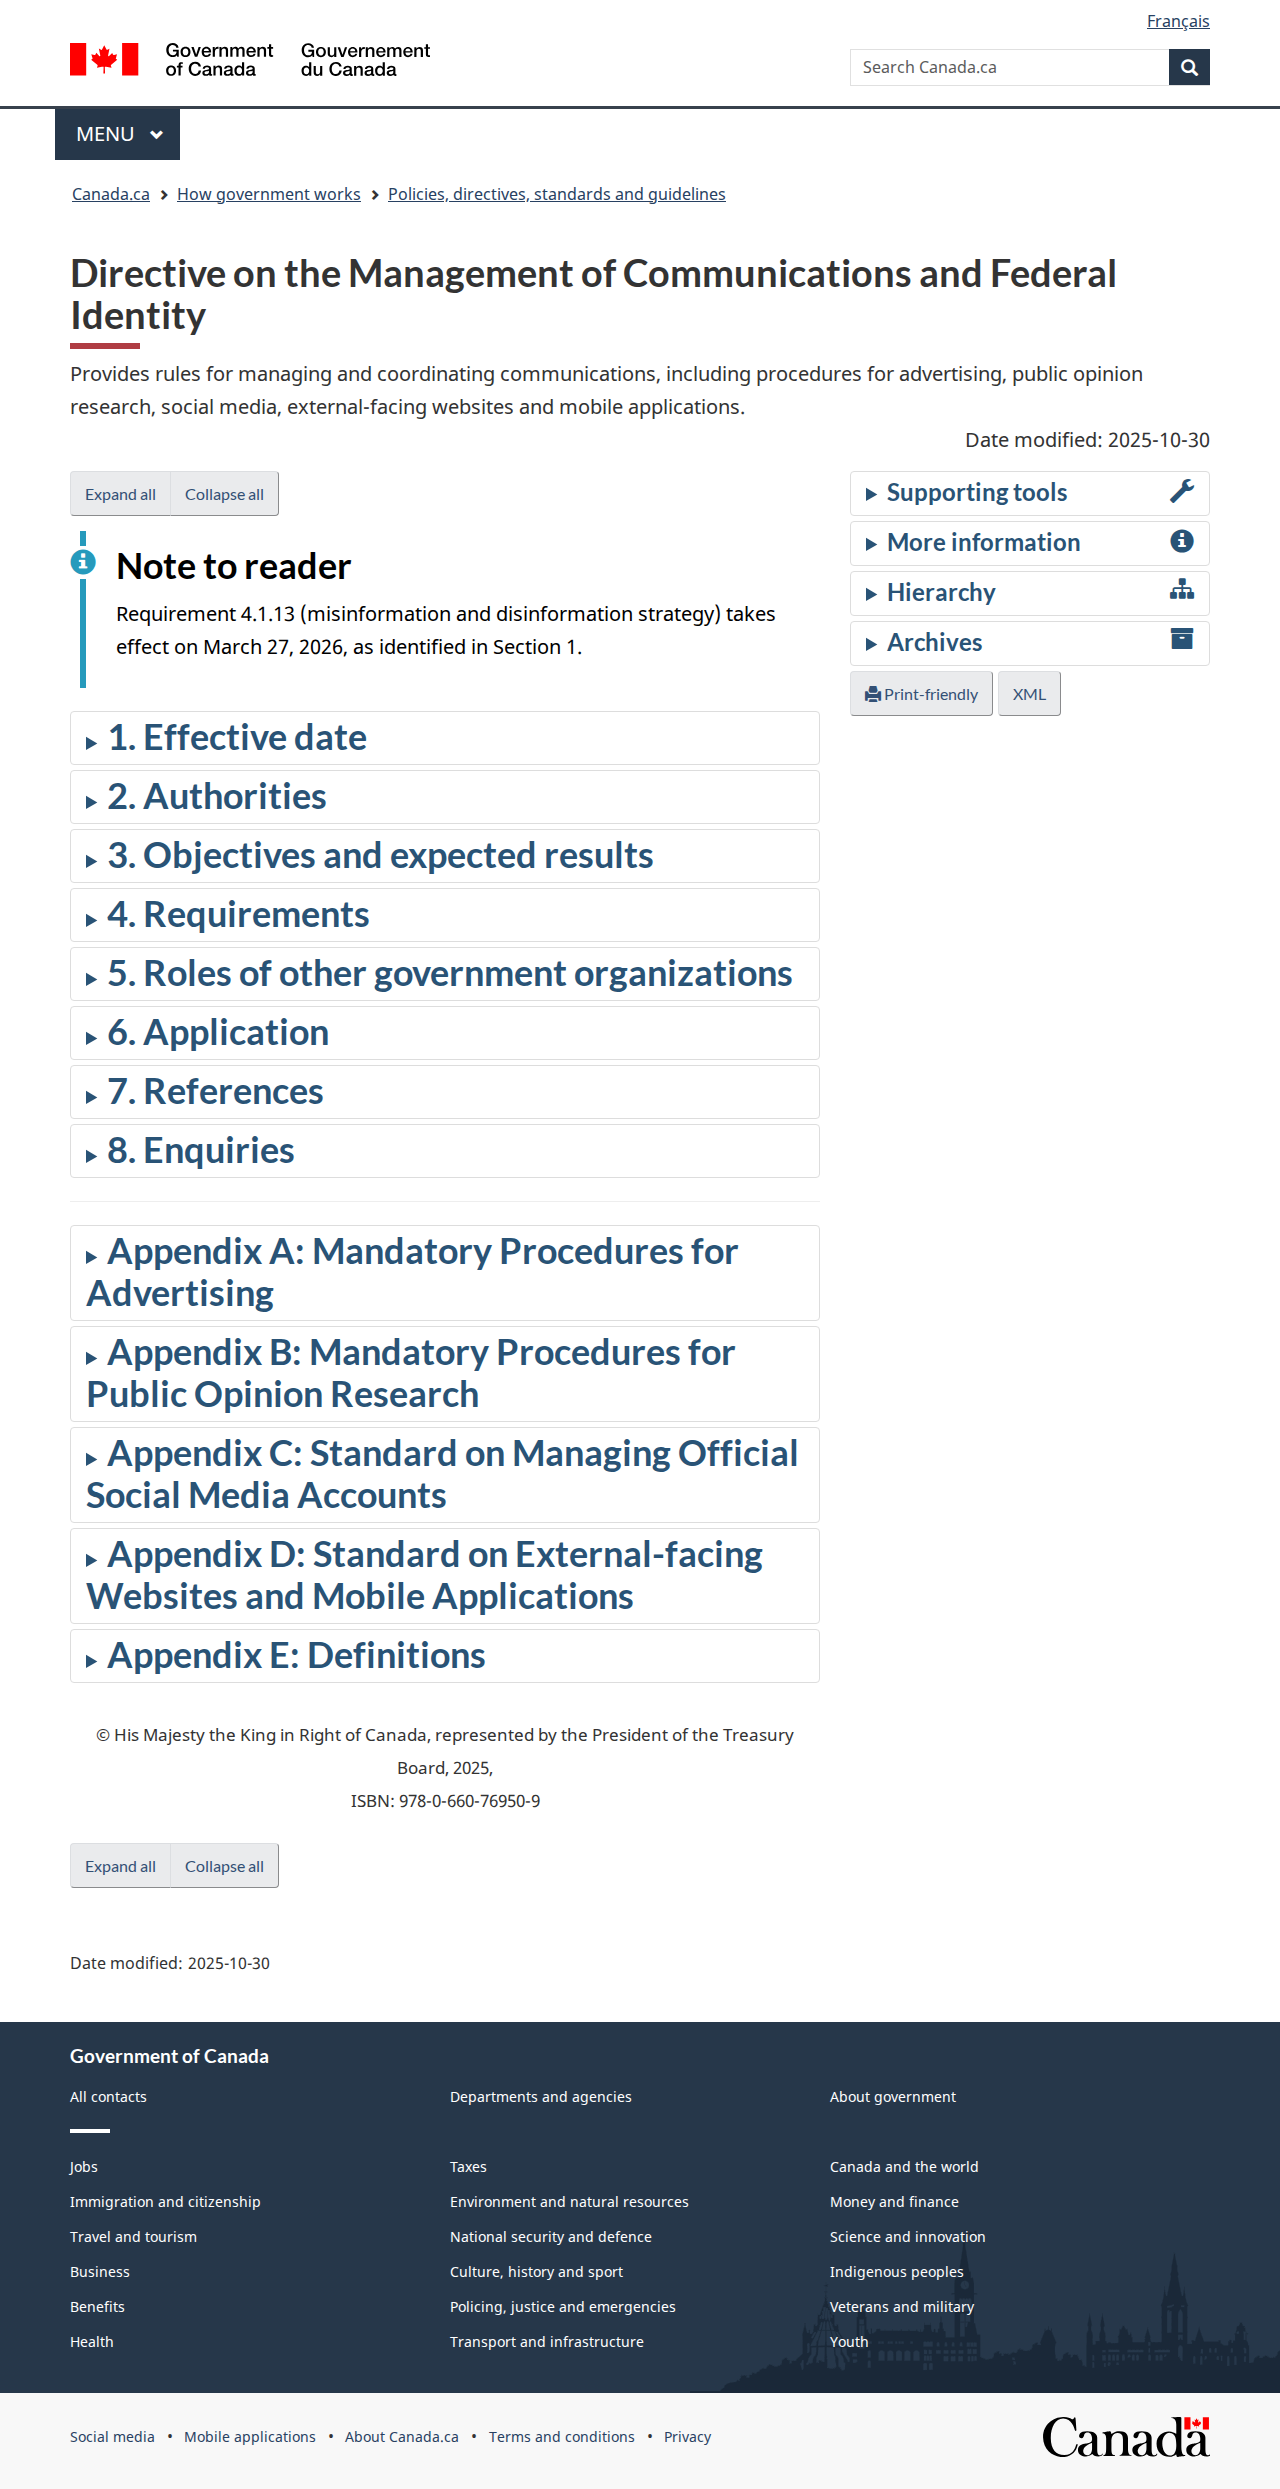 Français
Government of Canada
Gouvernement du Canada
Search Canada.ca
MENU
Canada.ca > How government works > Policies, directives, standards and guidelines
Directive on the Management of Communications and Federal
Identity
Provides rules for managing and coordinating communications, including procedures for advertising, public opinion
research, social media, external-facing websites and mobile applications.
Date modified: 2025-10-30
Expand all Collapse all
Supporting tools
More information
Hierarchy
Archives
Print-friendly XML
Note to reader
Requirement 4.1.13 (misinformation and disinformation strategy) takes
effect on March 27, 2026, as identified in Section 1.
1. Effective date
2. Authorities
3. Objectives and expected results
4. Requirements
5. Roles of other government organizations
6. Application
7. References
8. Enquiries
Appendix A: Mandatory Procedures for
Advertising
Appendix B: Mandatory Procedures for
Public Opinion Research
Appendix C: Standard on Managing Official
Social Media Accounts
Appendix D: Standard on External-facing
Websites and Mobile Applications
Appendix E: Definitions
© His Majesty the King in Right of Canada, represented by the President of the Treasury
Board, 2025,
ISBN: 978-0-660-76950-9
Expand all Collapse all
Date modified: 2025-10-30
Government of Canada
All contacts Departments and agencies About government
Jobs Taxes Canada and the world
Immigration and citizenship Environment and natural resources Money and finance
Travel and tourism National security and defence Science and innovation
Business Culture, history and sport Indigenous peoples
Benefits Policing, justice and emergencies Veterans and military
Health Transport and infrastructure Youth
Social media • Mobile applications • About Canada.ca • Terms and conditions • Privacy
Canada